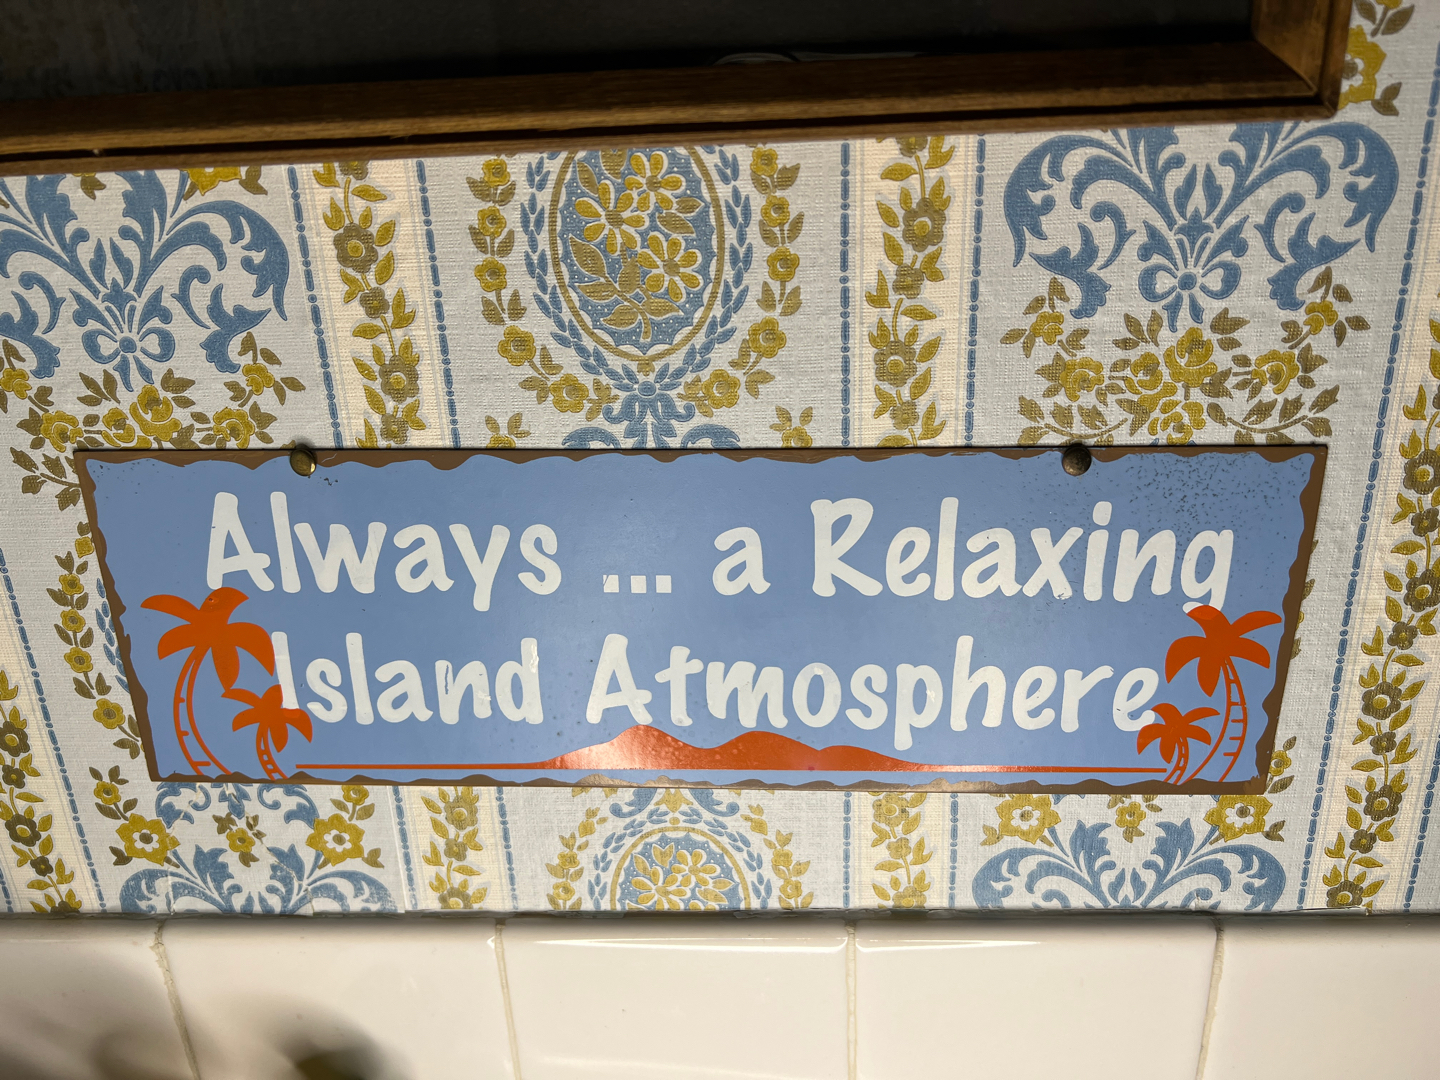 Always ... a Relaxing
Island Atmosphere